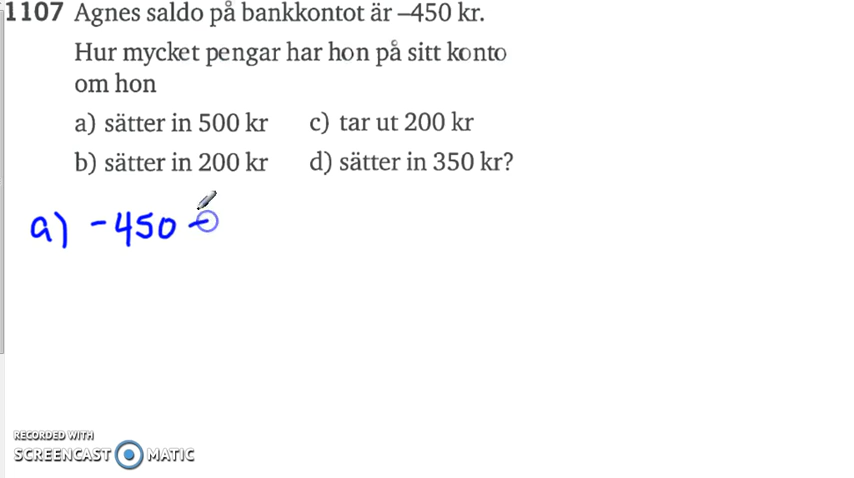 1107 Agnes saldo på bankkontot är –450 kr.
Hur mycket pengar har hon på sitt konto
om hon
a) sätter in 500 kr c) tar ut 200 kr
b) sätter in 200 kr d) sätter in 350 kr?
a) -450 -
RECORDED WITH
SCREENCAST MATIC